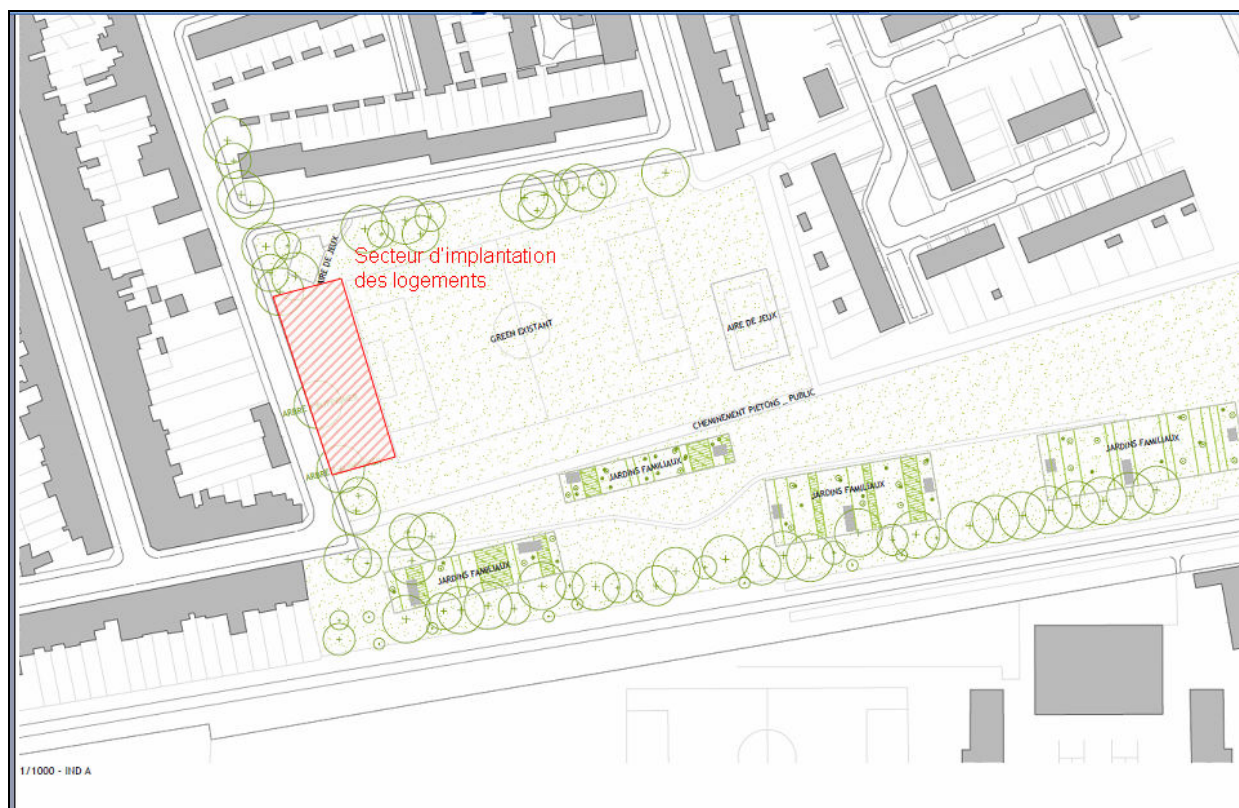 AIRE DE JEUX
Secteur d'implantation
des logements
GREEN EXISTANT
AIRE DE JEUX
ARBRE
CHEMINEMENT PIETONS _ PUBLIC
ARBRE
JARDINS FAMILIAUX
JARDINS FAMILIAUX
JARDINS FAMILIAUX
JARDINS FAMILIAUX
1/1000 - IND A